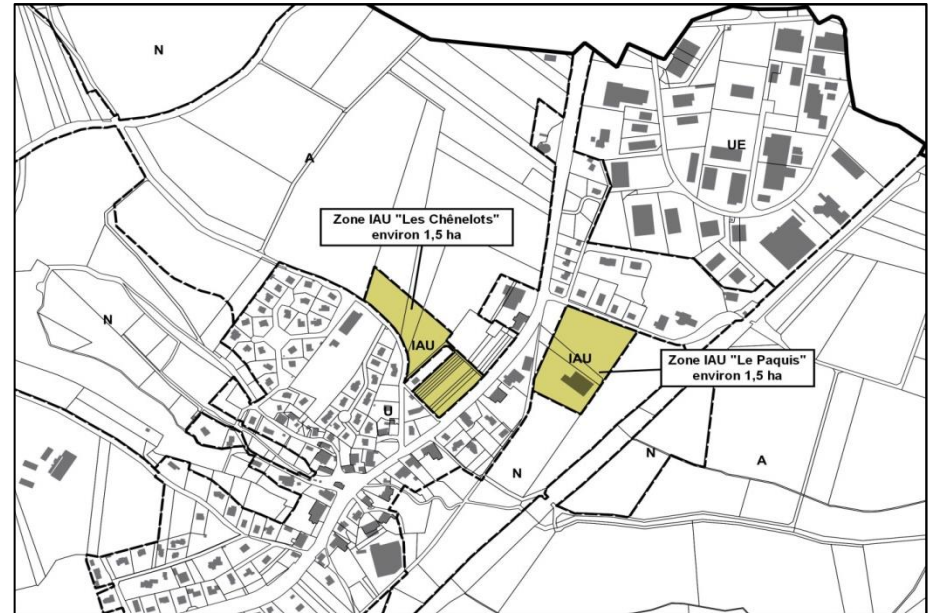 N
A
UE
Zone IAU "Les Chênelots"
environ 1,5 ha
N
IAU
IAU
Zone IAU "Le Paquis"
environ 1,5 ha
U
N
N
A